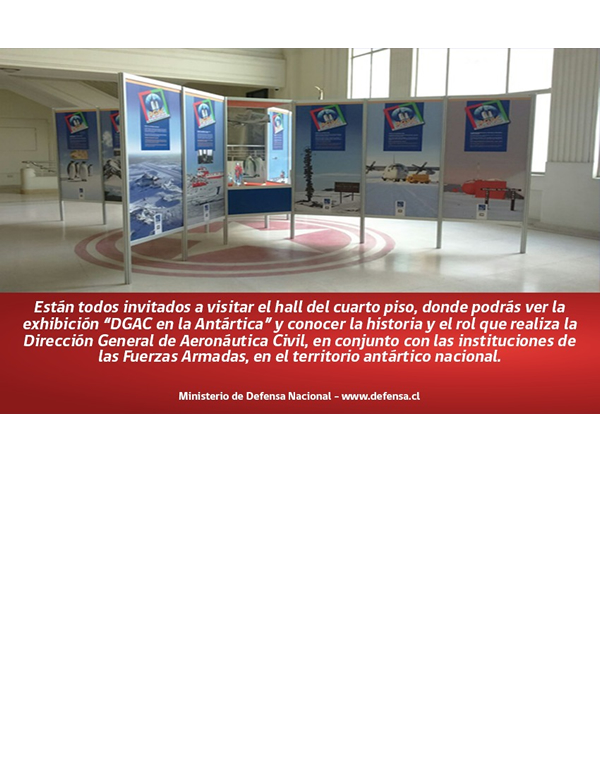 Están todos invitados a visitar el hall del cuarto piso, donde podrás ver la
exhibición “DGAC en la Antártica” y conocer la historia y el rol que realiza la
Dirección General de Aeronáutica Civil, en conjunto con las instituciones de
las Fuerzas Armadas, en el territorio antártico nacional.
Ministerio de Defensa Nacional - www.defensa.cl